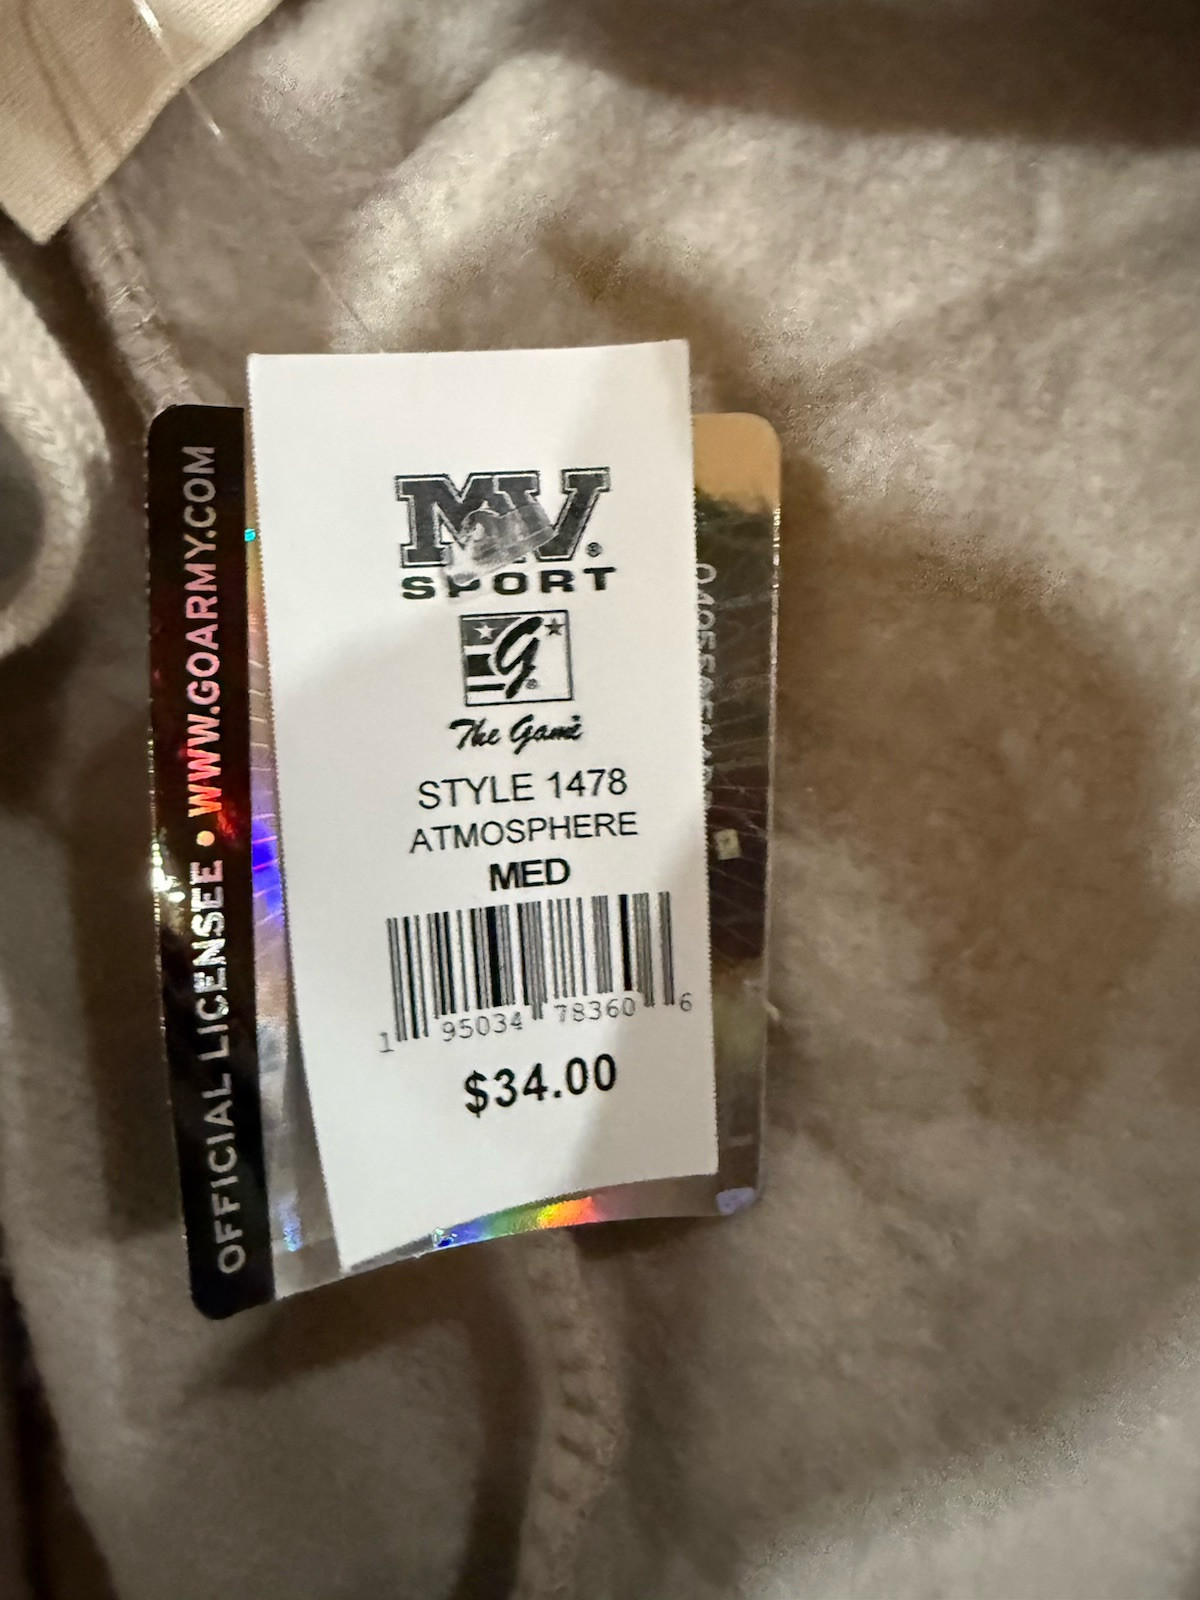 MV®
SPORT
G®
The Game
STYLE 1478
ATMOSPHERE
MED
1 95034 78360 6
$34.00
OFFICIAL LICENSEE • WWW.GOARMY.COM